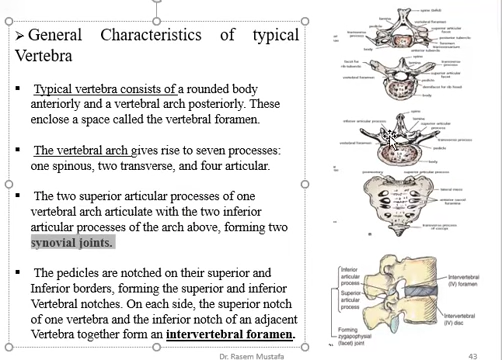 ➤ General Characteristics of typical
Vertebra
▪ Typical vertebra consists of a rounded body
anteriorly and a vertebral arch posteriorly. These
enclose a space called the vertebral foramen.
▪ The vertebral arch gives rise to seven processes:
one spinous, two transverse, and four articular.
▪ The two superior articular processes of one
vertebral arch articulate with the two inferior
articular processes of the arch above, forming two
synovial joints.
▪ The pedicles are notched on their superior and
Inferior borders, forming the superior and inferior
Vertebral notches. On each side, the superior notch
of one vertebra and the inferior notch of an adjacent
Vertebra together form an intervertebral foramen.
Inferior
articular
process
Superior
articular
process
Forming
zygapophysial
(facet) joint
Intervertebral
(IV) foramen
Intervertebral
(IV) disc
Dr. Rasem Mustafa
43